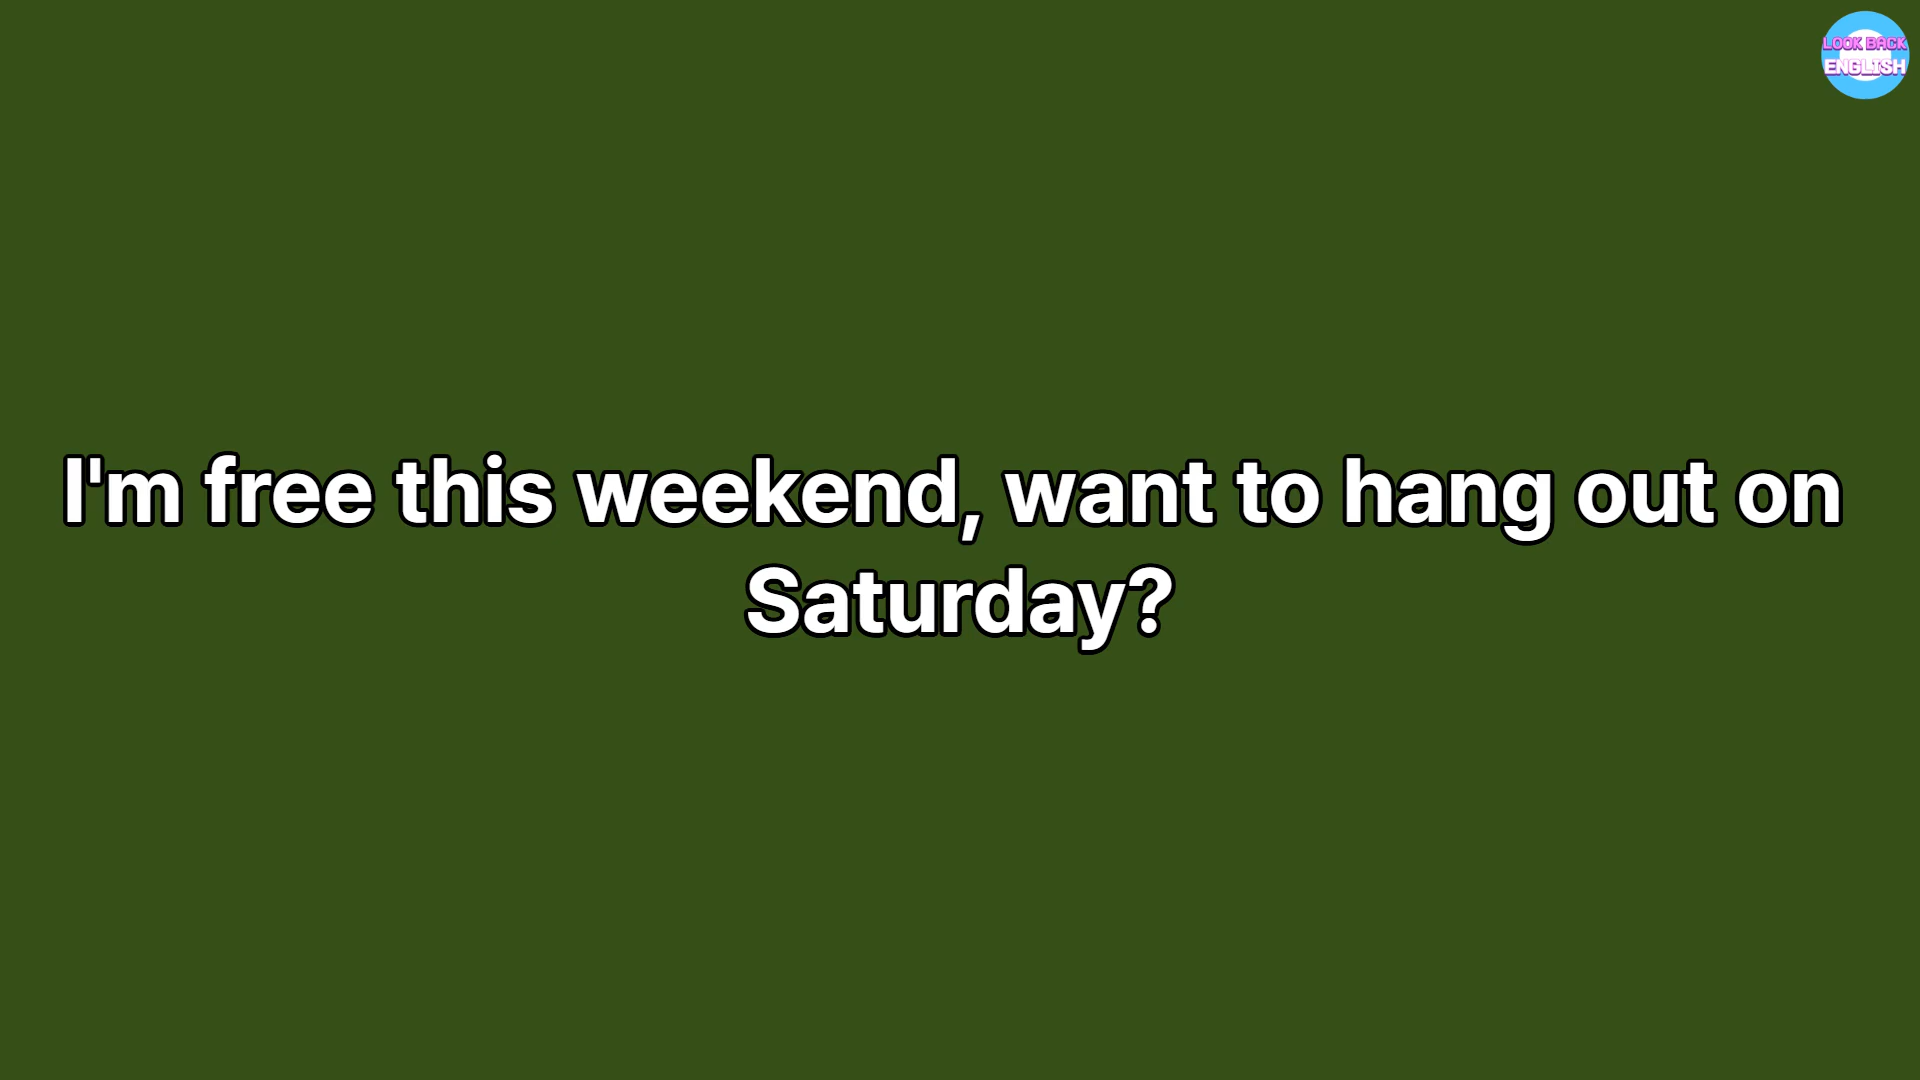 LOOK BACK
ENGLISH
I'm free this weekend, want to hang out on
Saturday?